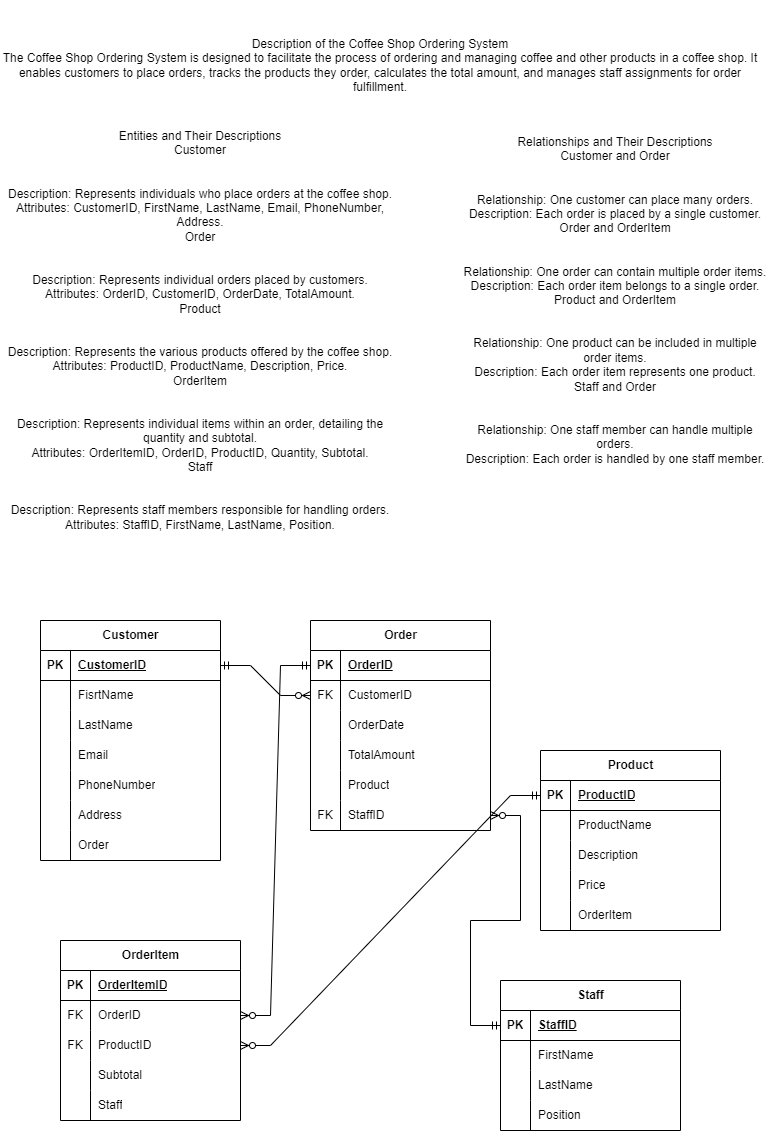 Description of the Coffee Shop Ordering System
The Coffee Shop Ordering System is designed to facilitate the process of ordering and managing coffee and other products in a coffee shop. It
enables customers to place orders, tracks the products they order, calculates the total amount, and manages staff assignments for order
fulfillment.
Entities and Their Descriptions
Customer
Description: Represents individuals who place orders at the coffee shop.
Attributes: CustomerID, FirstName, LastName, Email, PhoneNumber,
Address.
Order
Description: Represents individual orders placed by customers.
Attributes: OrderID, CustomerID, OrderDate, TotalAmount.
Product
Description: Represents the various products offered by the coffee shop.
Attributes: ProductID, ProductName, Description, Price.
OrderItem
Description: Represents individual items within an order, detailing the
quantity and subtotal.
Attributes: OrderItemID, OrderID, ProductID, Quantity, Subtotal.
Staff
Description: Represents staff members responsible for handling orders.
Attributes: StaffID, FirstName, LastName, Position.
Relationships and Their Descriptions
Customer and Order
Relationship: One customer can place many orders.
Description: Each order is placed by a single customer.
Order and OrderItem
Relationship: One order can contain multiple order items.
Description: Each order item belongs to a single order.
Product and OrderItem
Relationship: One product can be included in multiple
order items.
Description: Each order item represents one product.
Staff and Order
Relationship: One staff member can handle multiple
orders.
Description: Each order is handled by one staff member.
Customer
PK CustomerID
FisrtName
LastName
Email
PhoneNumber
Address
Order
Order
PK OrderID
FK CustomerID
OrderDate
TotalAmount
Product
FK StaffID
Product
PK ProductID
ProductName
Description
Price
OrderItem
OrderItem
PK OrderItemID
FK OrderID
FK ProductID
Subtotal
Staff
Staff
PK StaffID
FirstName
LastName
Position